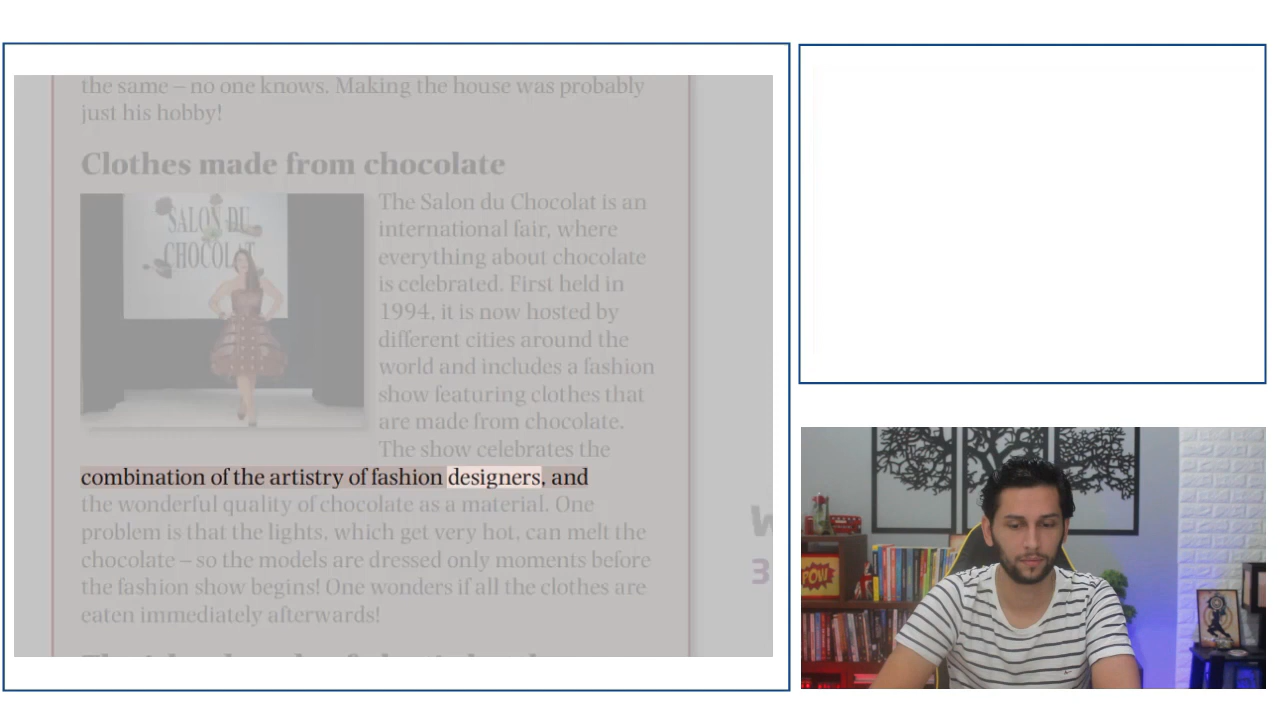 the same – no one knows. Making the house was probably
just his hobby!
Clothes made from chocolate
SALON DU
CHOCOLAT
The Salon du Chocolat is an
international fair, where
everything about chocolate
is celebrated. First held in
1994, it is now hosted by
different cities around the
world and includes a fashion
show featuring clothes that
are made from chocolate.
The show celebrates the
combination of the artistry of fashion designers, and
the wonderful quality of chocolate as a material. One
problem is that the lights, which get very hot, can melt the
chocolate – so the models are dressed only moments before
the fashion show begins! One wonders if all the clothes are
eaten immediately afterwards!
W
3
POW